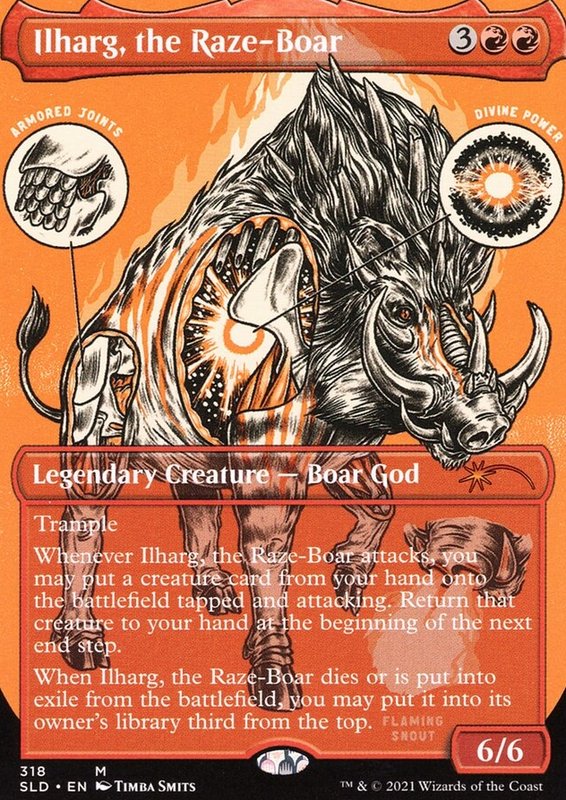 Ilharg, the Raze-Boar 3
ARMORED JOINTS
DIVINE POWER
Legendary Creature — Boar God
Trample
Whenever Ilharg, the Raze-Boar attacks, you
may put a creature card from your hand onto
the battlefield tapped and attacking. Return that
creature to your hand at the beginning of the next
end step.
When Ilharg, the Raze-Boar dies or is put into
exile from the battlefield, you may put it into its
owner's library third from the top.
FLAMING
SNOUT
6/6
318 M
SLD • EN TIMBA SMITS
™ & © 2021 Wizards of the Coast